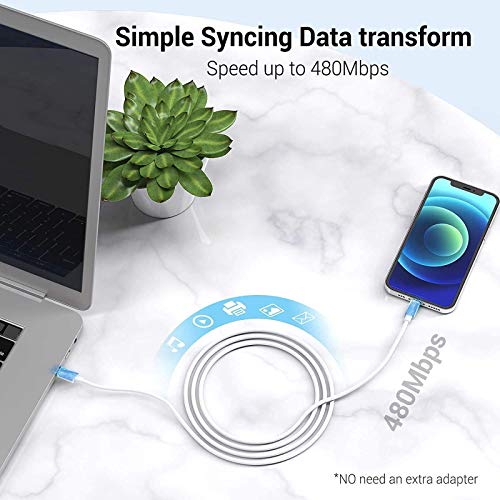 Simple Syncing Data transform
Speed up to 480Mbps
480Mbps
*NO need an extra adapter